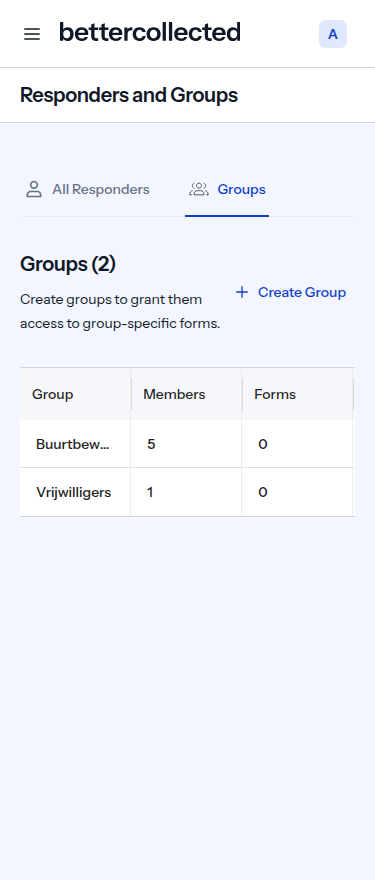 bettercollected
A
Responders and Groups
All Responders
Groups
Groups (2)
Create groups to grant them
access to group-specific forms.
Create Group
Group Members Forms
Buurtbew... 5 0
Vrijwilligers 1 0